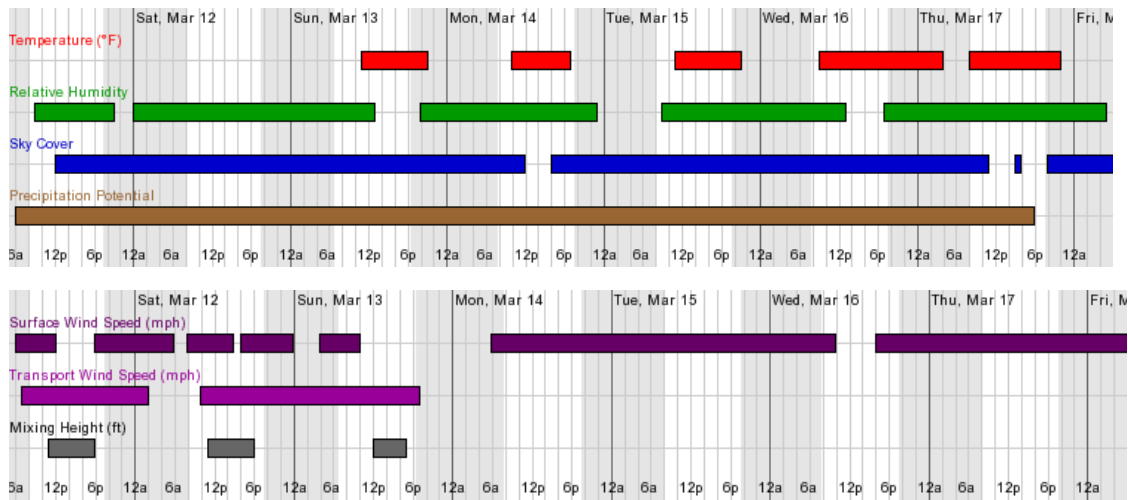 Sat, Mar 12 Sun, Mar 13 Mon, Mar 14 Tue, Mar 15 Wed, Mar 16 Thu, Mar 17 Fri, M
Temperature (°F)
Relative Humidity
Sky Cover
Precipitation Potential
6a 12p 6p 12a 6a 12p 6p 12a 6a 12p 6p 12a 6a 12p 6p 12a 6a 12p 6p 12a 6a 12p 6p 12a 6a 12p 6p 12a
Sat, Mar 12 Sun, Mar 13 Mon, Mar 14 Tue, Mar 15 Wed, Mar 16 Thu, Mar 17 Fri, M
Surface Wind Speed (mph)
Transport Wind Speed (mph)
Mixing Height (ft)
6a 12p 6p 12a 6a 12p 6p 12a 6a 12p 6p 12a 6a 12p 6p 12a 6a 12p 6p 12a 6a 12p 6p 12a 6a 12p 6p 12a